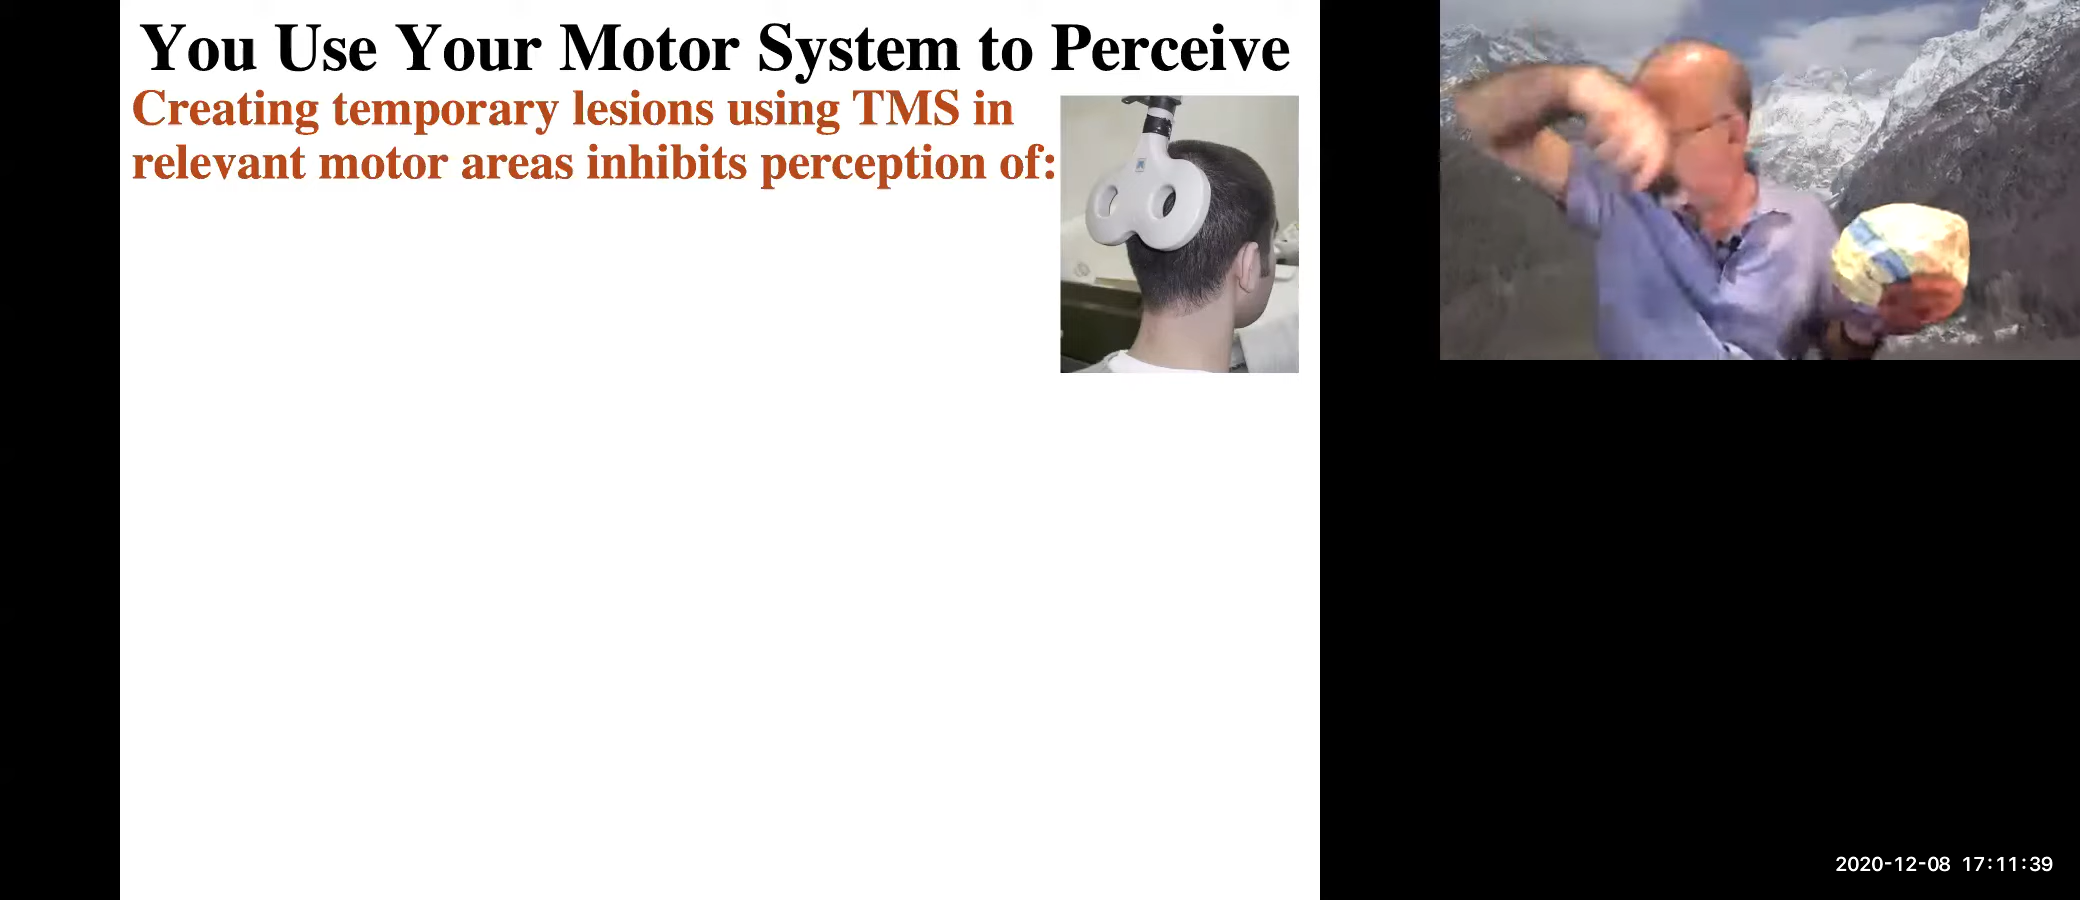 You Use Your Motor System to Perceive
Creating temporary lesions using TMS in
relevant motor areas inhibits perception of:
2020-12-08 17:11:39